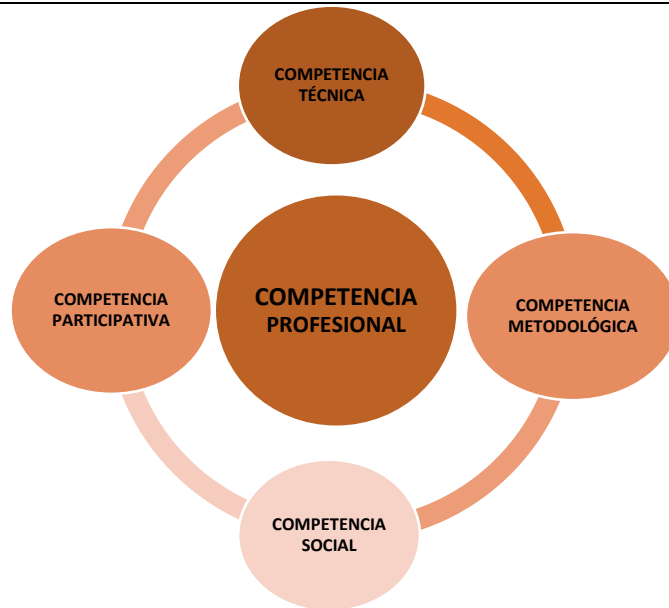 COMPETENCIA
TÉCNICA
COMPETENCIA
PARTICIPATIVA
COMPETENCIA
PROFESIONAL
COMPETENCIA
METODOLÓGICA
COMPETENCIA
SOCIAL